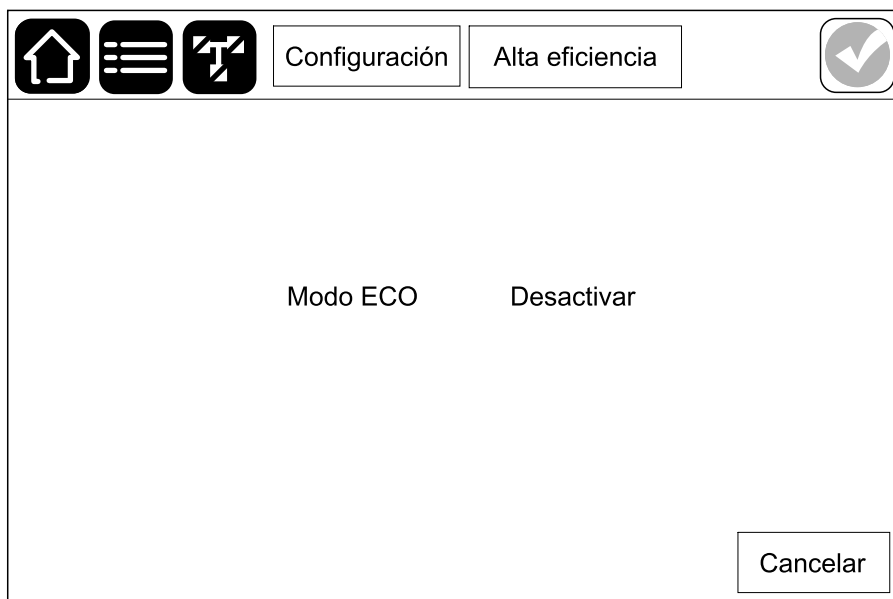 Configuración
Alta eficiencia
Modo ECO
Desactivar
Cancelar